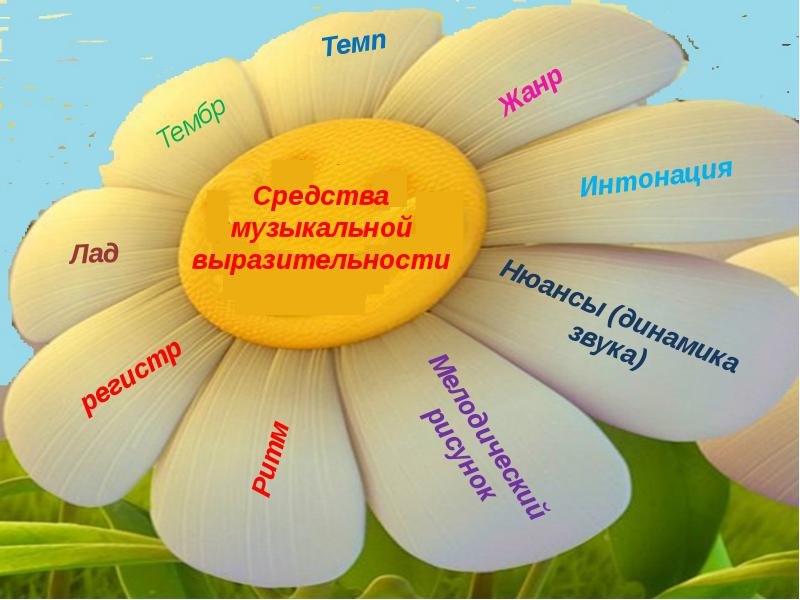 Темп
Жанр
Тембр
Интонация
Средства
музыкальной
выразительности
Лад
Нюансы (динамика
звука)
регистр
Мелодический
рисунок
Ритм